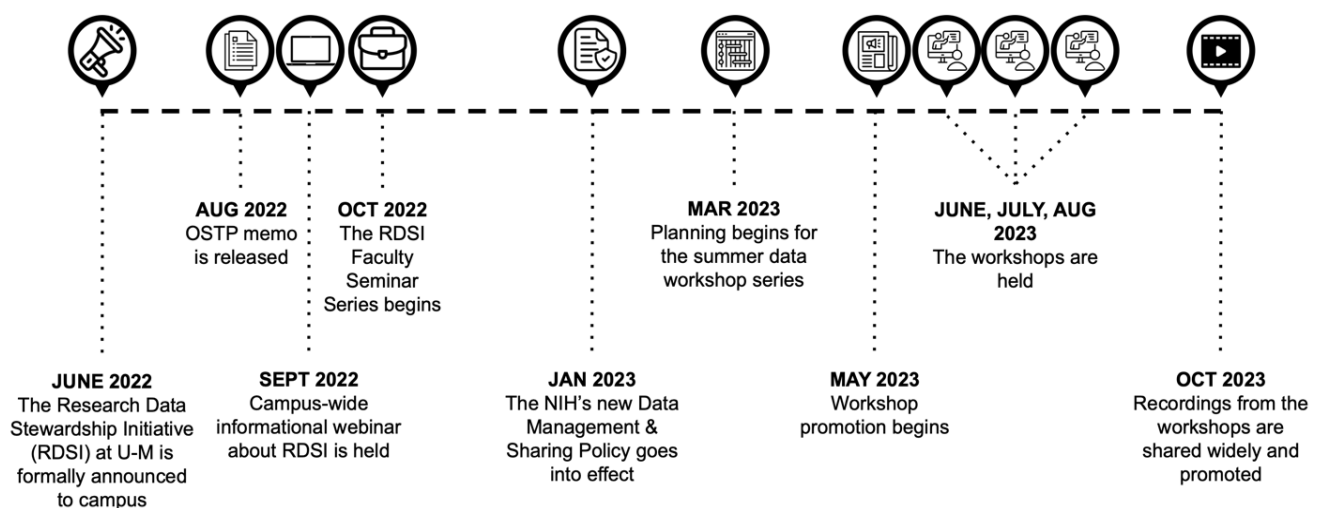 AUG 2022
OSTP memo
is released
OCT 2022
The RDSI
Faculty
Seminar
Series begins
MAR 2023
Planning begins for
the summer data
workshop series
JUNE, JULY, AUG
2023
The workshops are
held
JUNE 2022
The Research Data
Stewardship Initiative
(RDSI) at U-M is
formally announced
to campus
SEPT 2022
Campus-wide
informational webinar
about RDSI is held
JAN 2023
The NIH’s new Data
Management &
Sharing Policy goes
into effect
MAY 2023
Workshop
promotion begins
OCT 2023
Recordings from the
workshops are
shared widely and
promoted